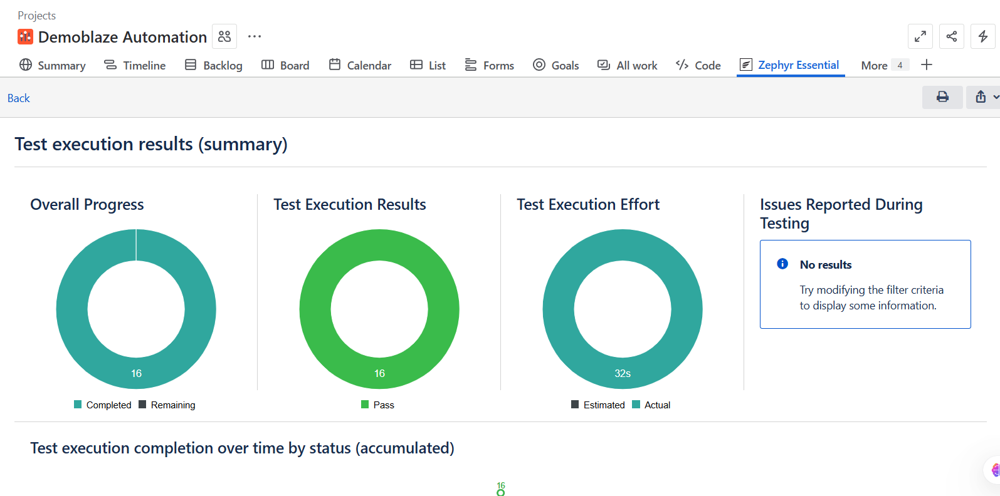 Projects
Demoblaze Automation
Summary Timeline Backlog Board Calendar List Forms Goals All work Code Zephyr Essential More 4
Back
Test execution results (summary)
Overall Progress
16
Completed Remaining
Test Execution Results
16
Pass
Test Execution Effort
32s
Estimated Actual
Issues Reported During
Testing
No results
Try modifying the filter criteria
to display some information.
Test execution completion over time by status (accumulated)
16